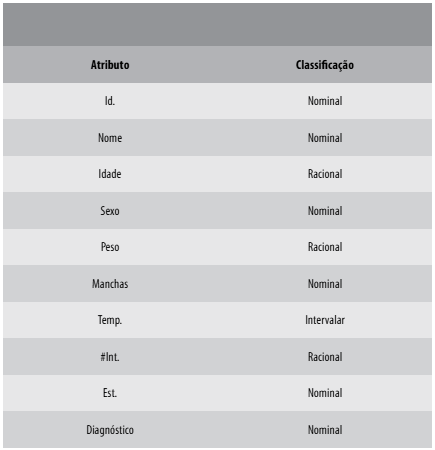 Atributo Classificação
Id. Nominal
Nome Nominal
Idade Racional
Sexo Nominal
Peso Racional
Manchas Nominal
Temp. Intervalar
#Int. Racional
Est. Nominal
Diagnóstico Nominal